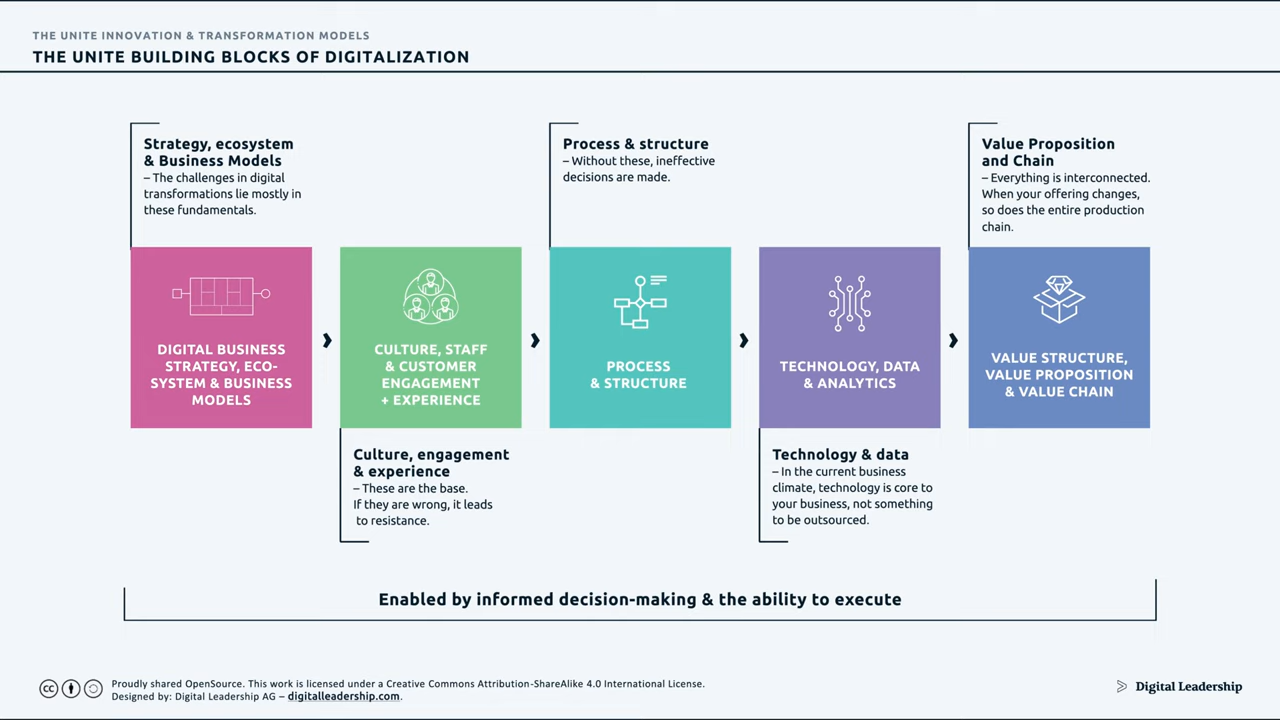 THE UNITE INNOVATION & TRANSFORMATION MODELS
THE UNITE BUILDING BLOCKS OF DIGITALIZATION
Strategy, ecosystem
& Business Models
– The challenges in digital
transformations lie mostly in
these fundamentals.
Process & structure
– Without these, ineffective
decisions are made.
Value Proposition
and Chain
– Everything is interconnected.
When your offering changes,
so does the entire production
chain.
DIGITAL BUSINESS
STRATEGY, ECO-
SYSTEM & BUSINESS
MODELS
CULTURE, STAFF
& CUSTOMER
ENGAGEMENT
+ EXPERIENCE
PROCESS
& STRUCTURE
TECHNOLOGY, DATA
& ANALYTICS
VALUE STRUCTURE,
VALUE PROPOSITION
& VALUE CHAIN
Culture, engagement
& experience
– These are the base.
If they are wrong, it leads
to resistance.
Technology & data
– In the current business
climate, technology is core to
your business, not something
to be outsourced.
Enabled by informed decision-making & the ability to execute
cc
Proudly shared OpenSource. This work is licensed under a Creative Commons Attribution-ShareAlike 4.0 International License.
Designed by: Digital Leadership AG – digitalleadership.com.
Digital Leadership